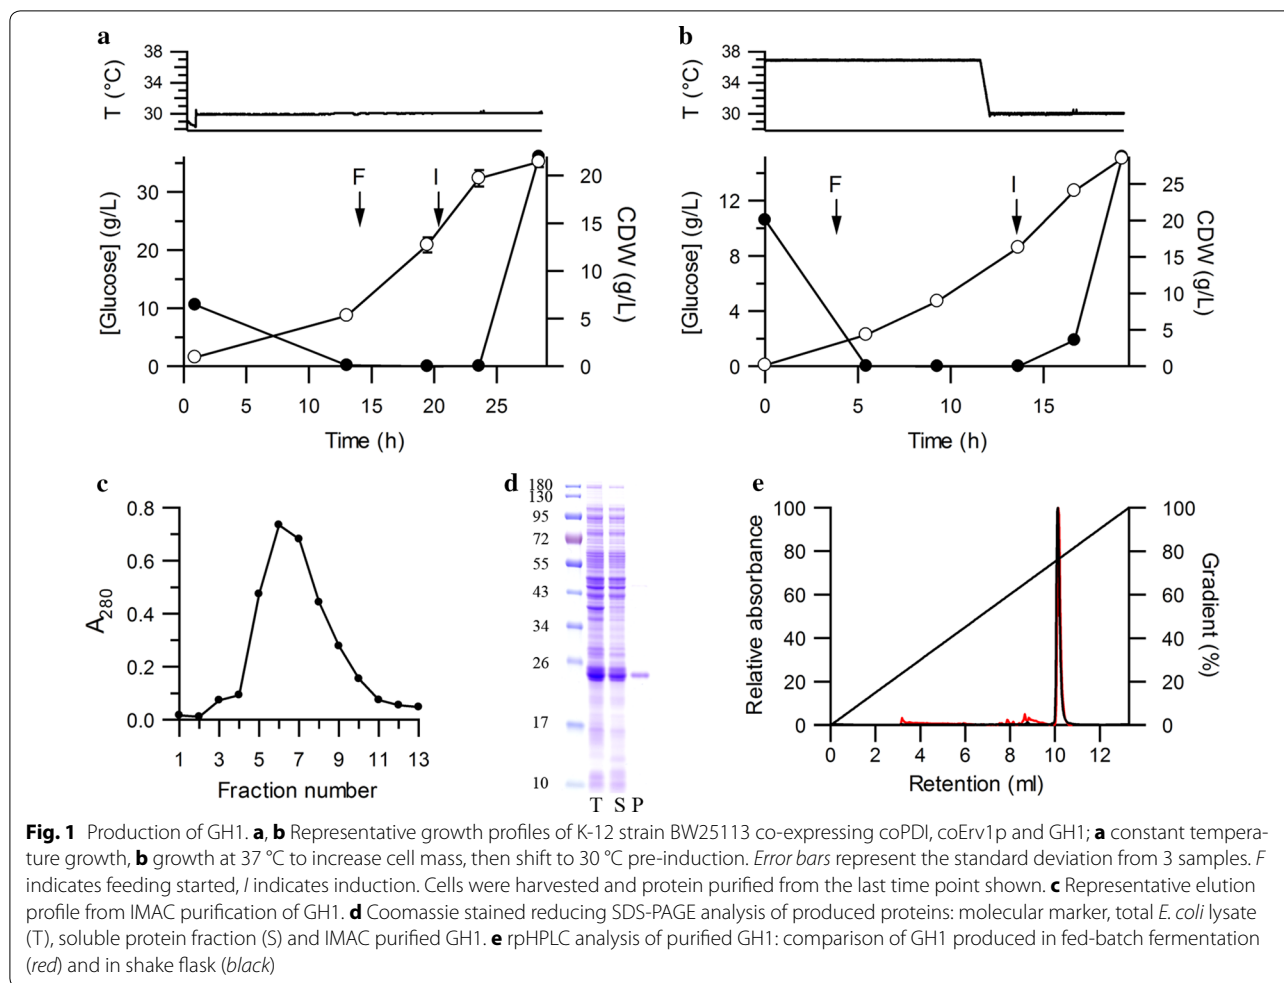 a
38
34
30
T (°C)
F
I
30
20
10
0
[Glucose] (g/L)
20
15
10
5
0
CDW (g/L)
0 5 10 15 20 25
Time (h)
b
38
34
30
T (°C)
F
I
12
8
4
0
[Glucose] (g/L)
25
20
15
10
5
0
CDW (g/L)
0 5 10 15
Time (h)
c
0.8
0.6
0.4
0.2
0.0
A280
1 3 5 7 9 11 13
Fraction number
d
180
130
95
72
55
43
34
26
17
10
T S P
e
100
80
60
40
20
0
Relative absorbance
100
80
60
40
20
0
Gradient (%)
0 2 4 6 8 10 12
Retention (ml)
Fig. 1 Production of GH1. a, b Representative growth profiles of K-12 strain BW25113 co-expressing coPDI, coErv1p and GH1; a constant tempera-
ture growth, b growth at 37 °C to increase cell mass, then shift to 30 °C pre-induction. Error bars represent the standard deviation from 3 samples. F
indicates feeding started, I indicates induction. Cells were harvested and protein purified from the last time point shown. c Representative elution
profile from IMAC purification of GH1. d Coomassie stained reducing SDS-PAGE analysis of produced proteins: molecular marker, total E. coli lysate
(T), soluble protein fraction (S) and IMAC purified GH1. e rpHPLC analysis of purified GH1: comparison of GH1 produced in fed-batch fermentation
(red) and in shake flask (black)